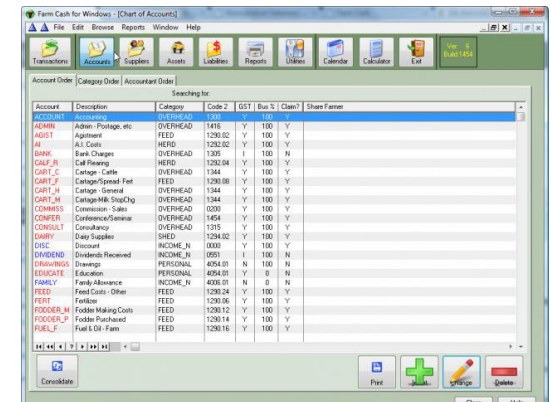 Farm Cash for Windows - [Chart of Accounts]
File Edit Browse Reports Window Help
Transactions Accounts Suppliers Assets Liabilities Reports Utilities Calendar Calculator Exit
Ver: 6
Build:1454
Account Order Category Order Accountant Order
Searching for:
Account Description Category Code 2 GST Bus % Claim? Share Farmer
ACCOUNT Accounting OVERHEAD 1300 Y 100 Y
ADMIN Admin - Postage, etc OVERHEAD 1416 Y 100 Y
AGIST Agistment FEED 1290.02 Y 100 Y
AI A.I. Costs HERD 1292.02 Y 100 Y
BANK Bank Charges OVERHEAD 1305 I 100 N
CALF_R Calf Rearing HERD 1292.04 Y 100 Y
CART_C Cartage - Cattle OVERHEAD 1344 Y 100 Y
CART_F Cartage/Spread- Fert FEED 1290.08 Y 100 Y
CART_H Cartage - General OVERHEAD 1344 Y 100 Y
CART_M Cartage-Milk StopChg OVERHEAD 1344 Y 100 Y
COMMISS Commission - Sales OVERHEAD 0200 Y 100 Y
CONFER Conference/Seminar OVERHEAD 1454 Y 100 Y
CONSULT Consultancy OVERHEAD 1315 Y 100 Y
DAIRY Dairy Supplies SHED 1294.02 Y 100 Y
DISC Discount INCOME_N 0000 Y 100 Y
DIVIDEND Dividends Received INCOME_N 0551 I 100 N
DRAWINGS Drawings PERSONAL 4054.01 N 100 N
EDUCATE Education PERSONAL 4054.01 Y 0 N
FAMILY Family Allowance INCOME_N 4006.01 N 0 N
FEED Feed Costs - Other FEED 1290.24 Y 100 Y
FERT Fertilizer FEED 1290.06 Y 100 Y
FODDER_M Fodder Making Costs FEED 1290.12 Y 100 Y
FODDER_P Fodder Purchased FEED 1290.14 Y 100 Y
FUEL_F Fuel & Oil - Farm FEED 1290.16 Y 100 Y
Consolidate Print Insert Change Delete
Close Help